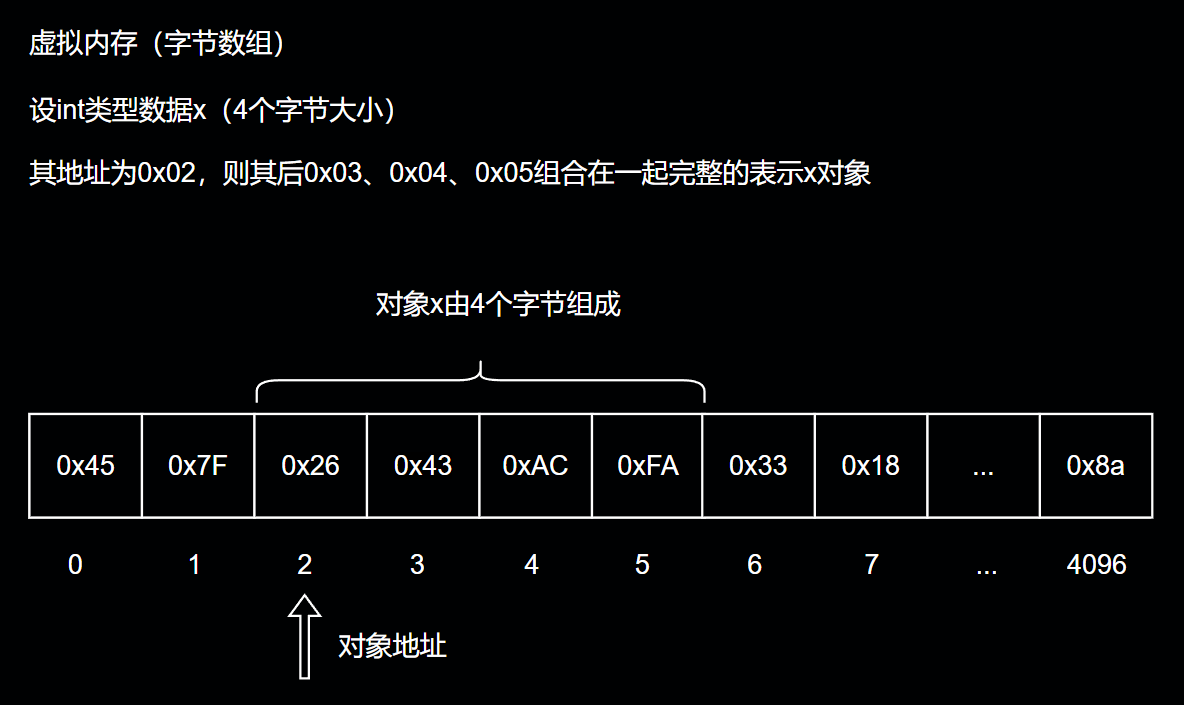 虚拟内存（字节数组）
设int类型数据x（4个字节大小）
其地址为0x02，则其后0x03、0x04、0x05组合在一起完整的表示x对象
对象x由4个字节组成
0x45 0x7F 0x26 0x43 0xAC 0xFA 0x33 0x18 ... 0x8a
0 1 2 3 4 5 6 7 ... 4096
对象地址